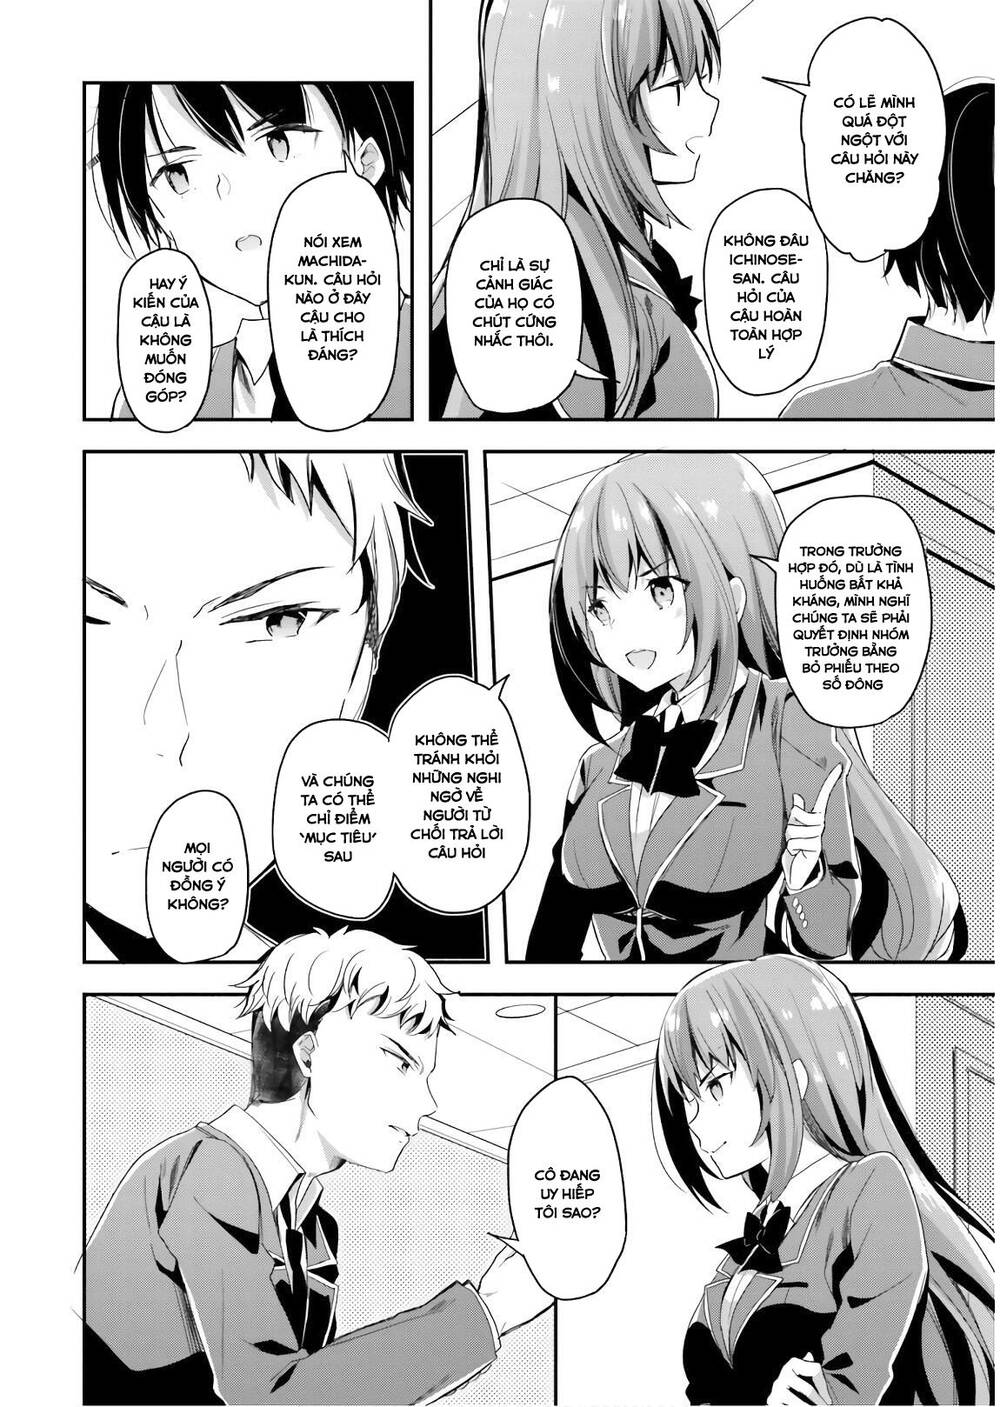 CÓ LẼ MÌNH
QUÁ ĐỘT
NGỘT VỚI
CÂU HỎI NÀY
CHĂNG?
KHÔNG ĐÂU
ICHINOSE-
SAN. CÂU
HỎI CỦA
CẬU HOÀN
TOÀN HỢP
LÝ
CHỈ LÀ SỰ
CẢNH GIÁC
CỦA HỌ CÓ
CHÚT CỨNG
NHẮC THÔI.
NÓI XEM
MACHIDA-
KUN. CÂU HỎI
NÀO Ở ĐÂY
CẬU CHO
LÀ THÍCH
ĐÁNG?
HAY Ý
KIẾN CỦA
CẬU LÀ
KHÔNG
MUỐN
ĐÓNG
GÓP?
TRONG TRƯỜNG
HỢP ĐÓ, DÙ LÀ TÌNH
HUỐNG BẤT KHẢ
KHÁNG, MÌNH NGHĨ
CHÚNG TA SẼ PHẢI
QUYẾT ĐỊNH NHÓM
TRƯỞNG BẰNG
BỎ PHIẾU THEO
SỐ ĐÔNG
KHÔNG THỂ
TRÁNH KHỎI
NHỮNG NGHI
NGỜ VỀ
NGƯỜI TỪ
CHỐI TRẢ LỜI
CÂU HỎI
VÀ CHÚNG
TA CÓ THỂ
CHỈ ĐIỂM
'MỤC TIÊU'
SAU
MỌI
NGƯỜI CÓ
ĐỒNG Ý
KHÔNG?
CÔ ĐANG
UY HIẾP
TÔI SAO?